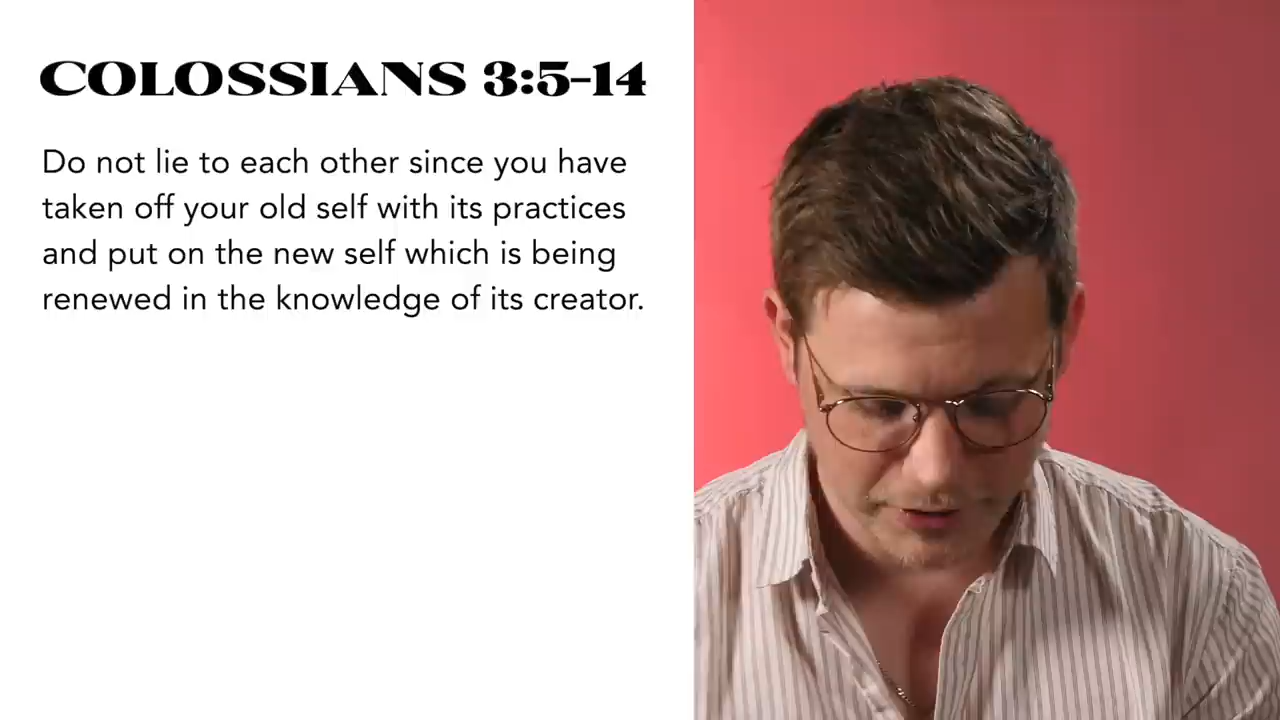 COLOSSIANS 3:5-14
Do not lie to each other since you have
taken off your old self with its practices
and put on the new self which is being
renewed in the knowledge of its creator.